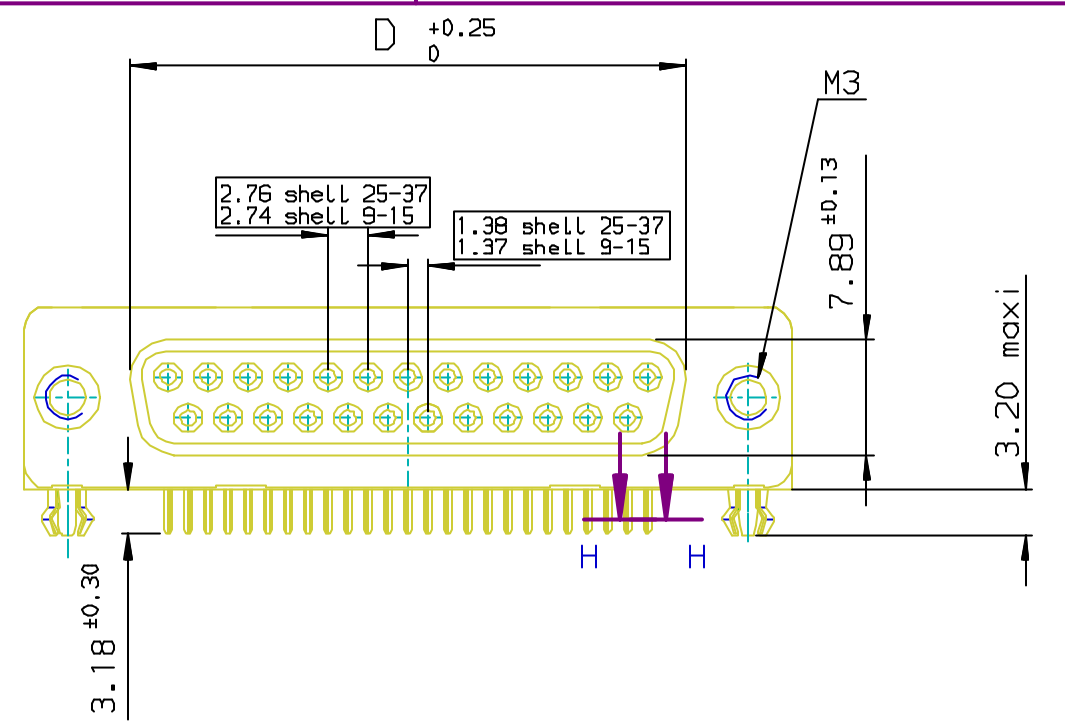 D +0.25
0
M3
2.76 shell 25-37
2.74 shell 9-15
1.38 shell 25-37
1.37 shell 9-15
7.89 ±0.13
3.20 maxi
H H
3.18 ±0.30